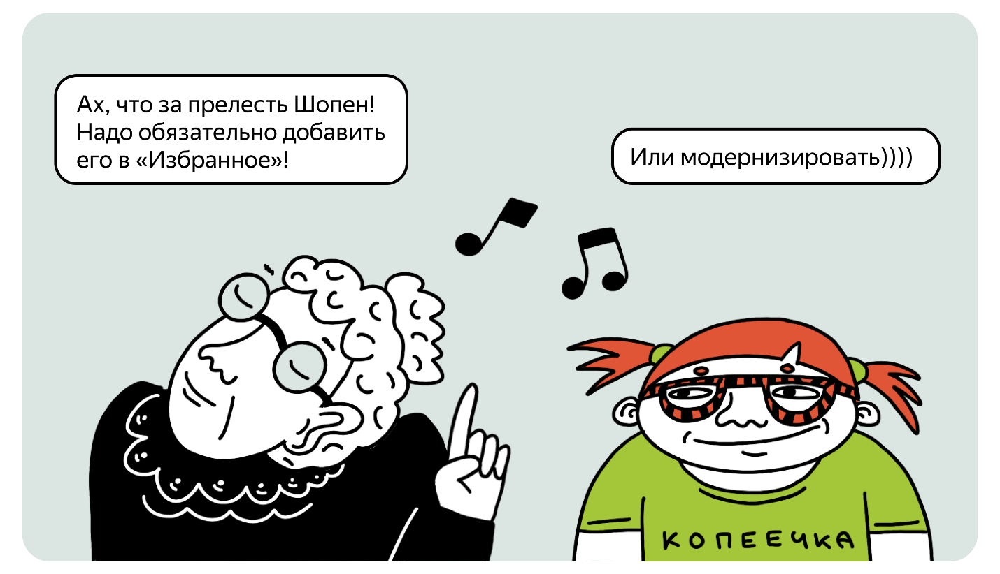 Ах, что за прелесть Шопен!
Надо обязательно добавить
его в «Избранное»!
Или модернизировать))))
КОПЕЕЧКА